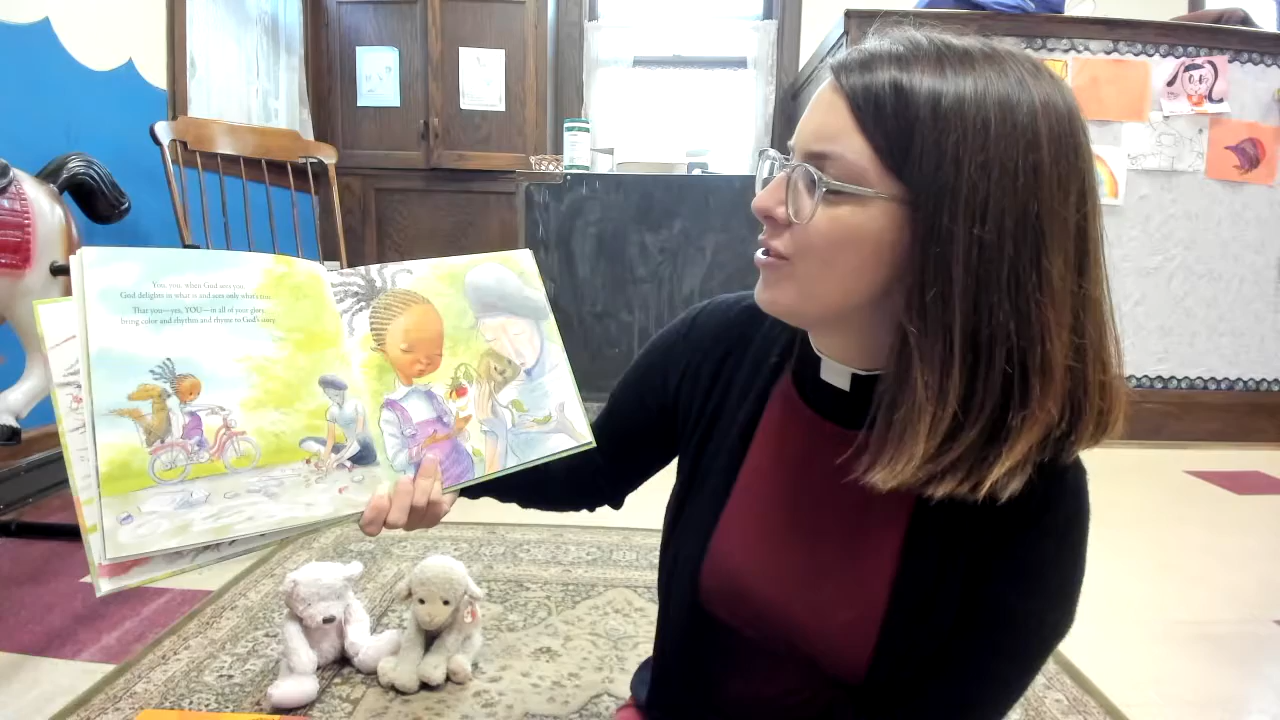 You, you, when God sees you,
God delights in what is and sees only what's true.
That you—yes, YOU—in all of your glory,
bring color and rhythm and rhyme to God's story.